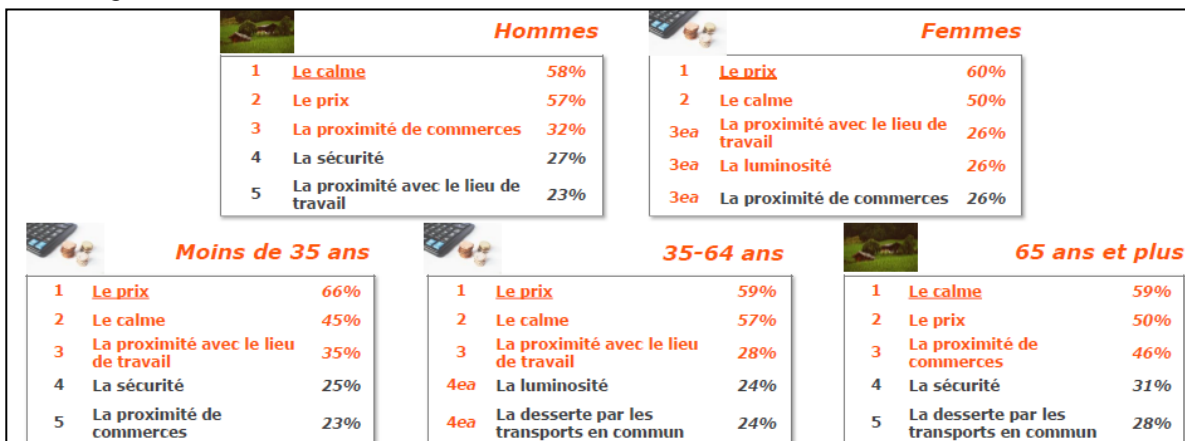 Hommes
1 Le calme 58%
2 Le prix 57%
3 La proximité de commerces 32%
4 La sécurité 27%
5 La proximité avec le lieu de
travail 23%
Femmes
1 Le prix 60%
2 Le calme 50%
3ea La proximité avec le lieu de
travail 26%
3ea La luminosité 26%
3ea La proximité de commerces 26%
Moins de 35 ans
1 Le prix 66%
2 Le calme 45%
3 La proximité avec le lieu
de travail 35%
4 La sécurité 25%
5 La proximité de
commerces 23%
35-64 ans
1 Le prix 59%
2 Le calme 57%
3 La proximité avec le lieu
de travail 28%
4ea La luminosité 24%
4ea La desserte par les
transports en commun 24%
65 ans et plus
1 Le calme 59%
2 Le prix 50%
3 La proximité de
commerces 46%
4 La sécurité 31%
5 La desserte par les
transports en commun 28%